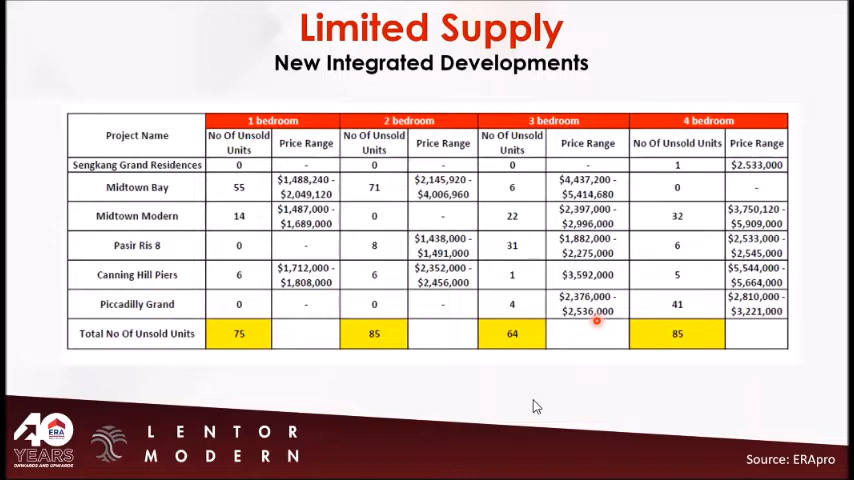 Limited Supply
New Integrated Developments
Project Name 1 bedroom 2 bedroom 3 bedroom 4 bedroom
No Of Unsold Units Price Range No Of Unsold Units Price Range No Of Unsold Units Price Range No Of Unsold Units Price Range
Sengkang Grand Residences 0 - 0 - 0 - 1 $2.533,000
Midtown Bay 55 $1,488,240 - $2,049,120 71 $2,145,920 - $4,006,960 6 $4,437,200 - $5,414,680 0 -
Midtown Modern 14 $1,487,000 - $1,689,000 0 - 22 $2,397,000 - $2,996,000 32 $3,750,120 - $5,909,000
Pasir Ris 8 0 - 8 $1,438,000 - $1,491,000 31 $1,882,000 - $2,275,000 6 $2,533,000 - $2,545,000
Canning Hill Piers 6 $1,712,000 - $1,808,000 6 $2,352,000 - $2,456,000 1 $3,592,000 5 $5,544,000 - $5,664,000
Piccadilly Grand 0 - 0 - 4 $2,376,000 - $2,536,000 41 $2,810,000 - $3,221,000
Total No Of Unsold Units 75 85 64 85
40 ERA
YEARS
ONWARDS AND UPWARDS
LENTOR
MODERN
Source: ERApro